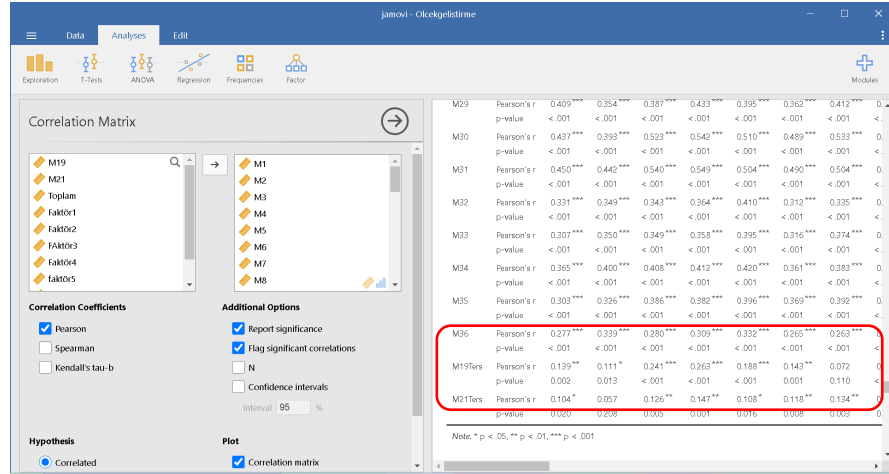 jamovi - Olcekgelistirme
Data Analyses Edit
Exploration T-Tests ANOVA Regression Frequencies Factor Modules
Correlation Matrix
M19
M21
Toplam
Faktör1
Faktör2
FAktör3
Faktör4
faktör5
M1
M2
M3
M4
M5
M6
M7
M8
Correlation Coefficients
Pearson
Spearman
Kendall's tau-b
Additional Options
Report significance
Flag significant correlations
N
Confidence intervals
Interval 95 %
Hypothesis
Correlated
Plot
Correlation matrix
M29 Pearson's r 0.409 *** 0.354 *** 0.387 *** 0.433 *** 0.395 *** 0.362 *** 0.412 *** 0.
p-value < .001 < .001 < .001 < .001 < .001 < .001 < .001 <.
M30 Pearson's r 0.437 *** 0.393 *** 0.523 *** 0.542 *** 0.510 *** 0.489 *** 0.533 *** 0.
p-value < .001 < .001 < .001 < .001 < .001 < .001 < .001 <.
M31 Pearson's r 0.450 *** 0.442 *** 0.540 *** 0.549 *** 0.504 *** 0.490 *** 0.504 *** 0.
p-value < .001 < .001 < .001 < .001 < .001 < .001 < .001 <.
M32 Pearson's r 0.331 *** 0.349 *** 0.343 *** 0.364 *** 0.410 *** 0.312 *** 0.335 *** 0.
p-value < .001 < .001 < .001 < .001 < .001 < .001 < .001 <.
M33 Pearson's r 0.307 *** 0.350 *** 0.349 *** 0.358 *** 0.395 *** 0.316 *** 0.374 *** 0.
p-value < .001 < .001 < .001 < .001 < .001 < .001 < .001 <.
M34 Pearson's r 0.365 *** 0.400 *** 0.408 *** 0.412 *** 0.420 *** 0.361 *** 0.383 *** 0.
p-value < .001 < .001 < .001 < .001 < .001 < .001 < .001 <.
M35 Pearson's r 0.303 *** 0.326 *** 0.386 *** 0.382 *** 0.396 *** 0.369 *** 0.392 *** 0.
p-value < .001 < .001 < .001 < .001 < .001 < .001 < .001 <.
M36 Pearson's r 0.277 *** 0.339 *** 0.280 *** 0.309 *** 0.332 *** 0.265 *** 0.263 *** 0.
p-value < .001 < .001 < .001 < .001 < .001 < .001 < .001 <
M19Ters Pearson's r 0.139 ** 0.111 * 0.241 *** 0.263 *** 0.188 *** 0.143 ** 0.072 0
p-value 0.002 0.013 < .001 < .001 < .001 0.001 0.110 <
M21Ters Pearson's r 0.104 * 0.057 0.126 ** 0.147 ** 0.108 * 0.118 ** 0.134 ** 0.
p-value 0.020 0.208 0.005 0.001 0.016 0.008 0.003 0.
Note. * p < .05, ** p < .01, *** p < .001